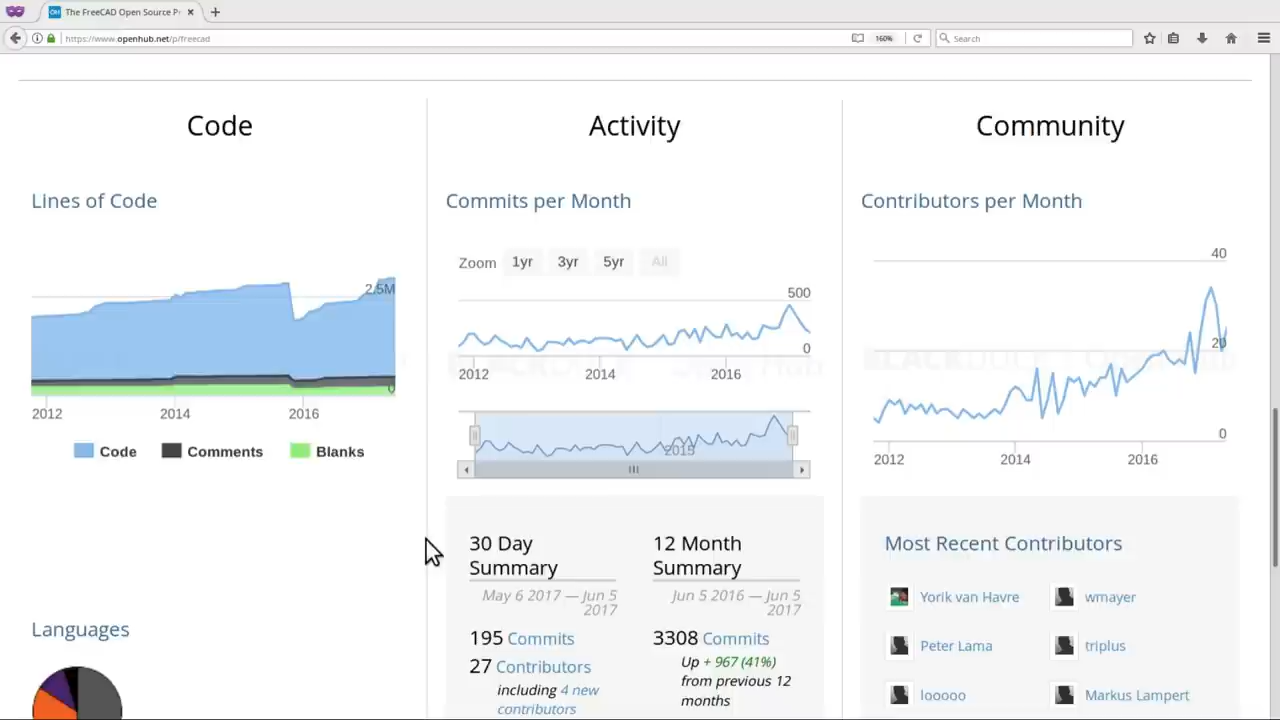 The FreeCAD Open Source P
https://www.openhub.net/p/freecad
160%
Search
Code
Activity
Community
Lines of Code
2.5M
0
2012
2014
2016
Code
Comments
Blanks
Languages
Commits per Month
Zoom
1yr
3yr
5yr
All
500
0
2012
2014
2016
2015
30 Day
Summary
May 6 2017 — Jun 5
2017
195 Commits
27 Contributors
including 4 new
contributors
12 Month
Summary
Jun 5 2016 — Jun 5
2017
3308 Commits
Up + 967 (41%)
from previous 12
months
Contributors per Month
40
20
0
2012
2014
2016
Most Recent Contributors
Yorik van Havre
wmayer
Peter Lama
triplus
looooo
Markus Lampert